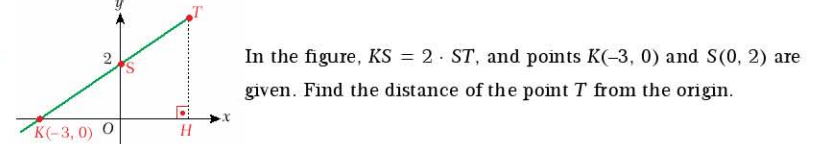 y
T
2
S
In the figure, KS = 2 · ST, and points K(–3, 0) and S(0, 2) are
given. Find the distance of the point T from the origin.
x
K(–3, 0) O H